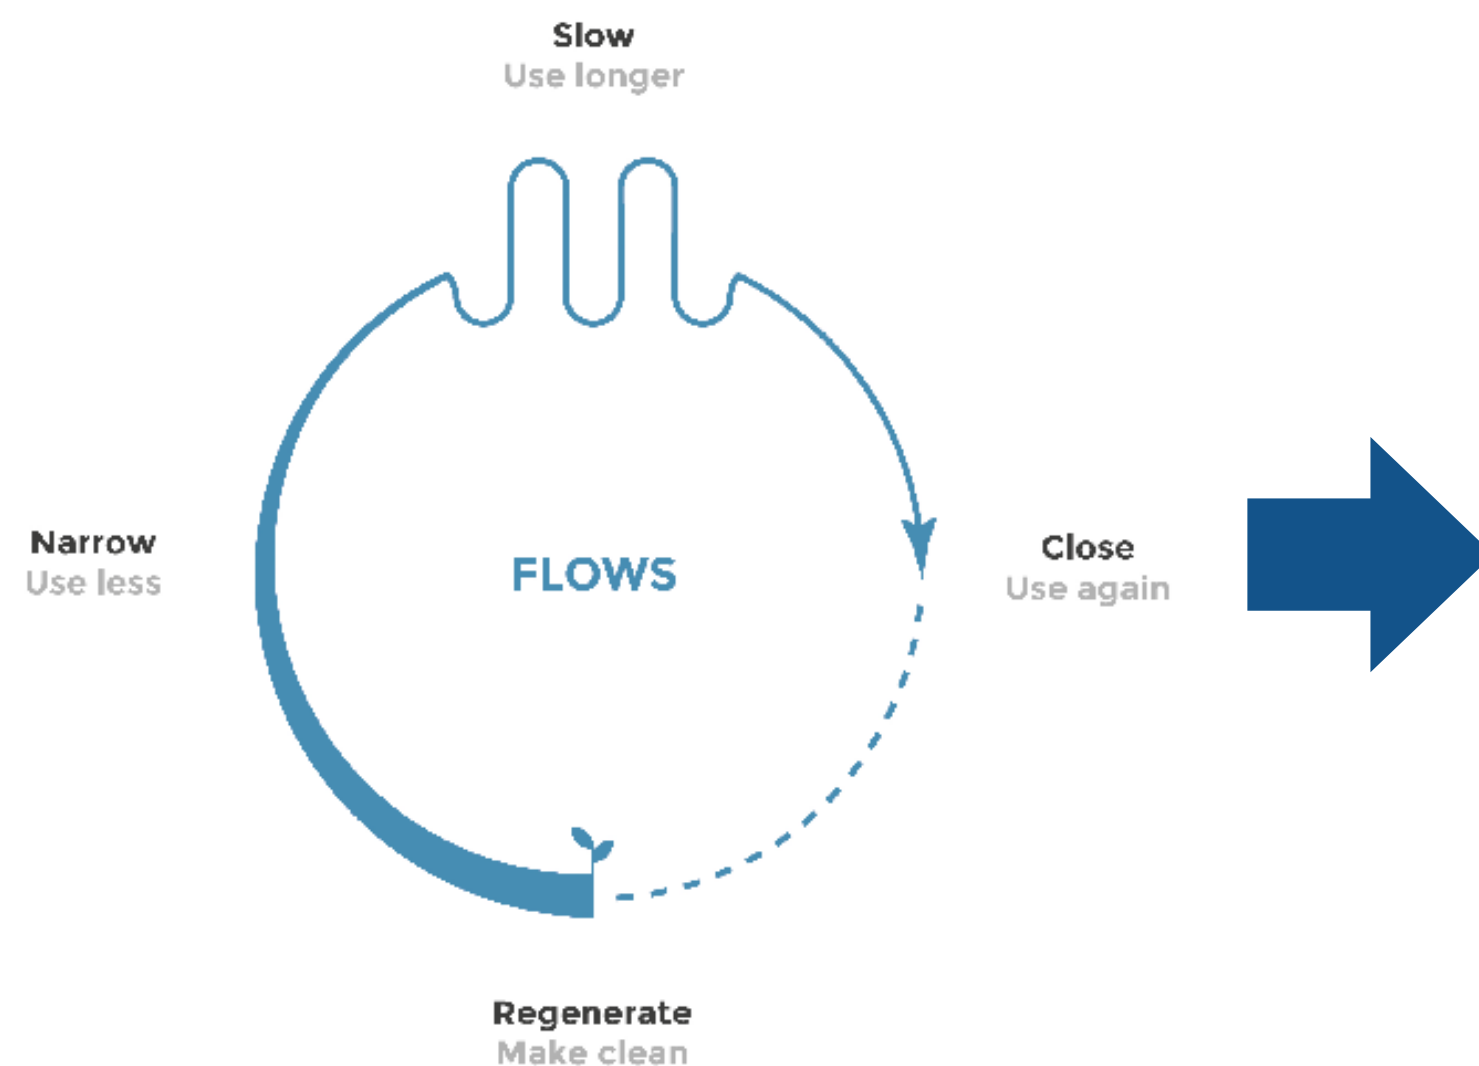 Slow
Use longer
Narrow
Use less
FLOWS
Close
Use again
Regenerate
Make clean